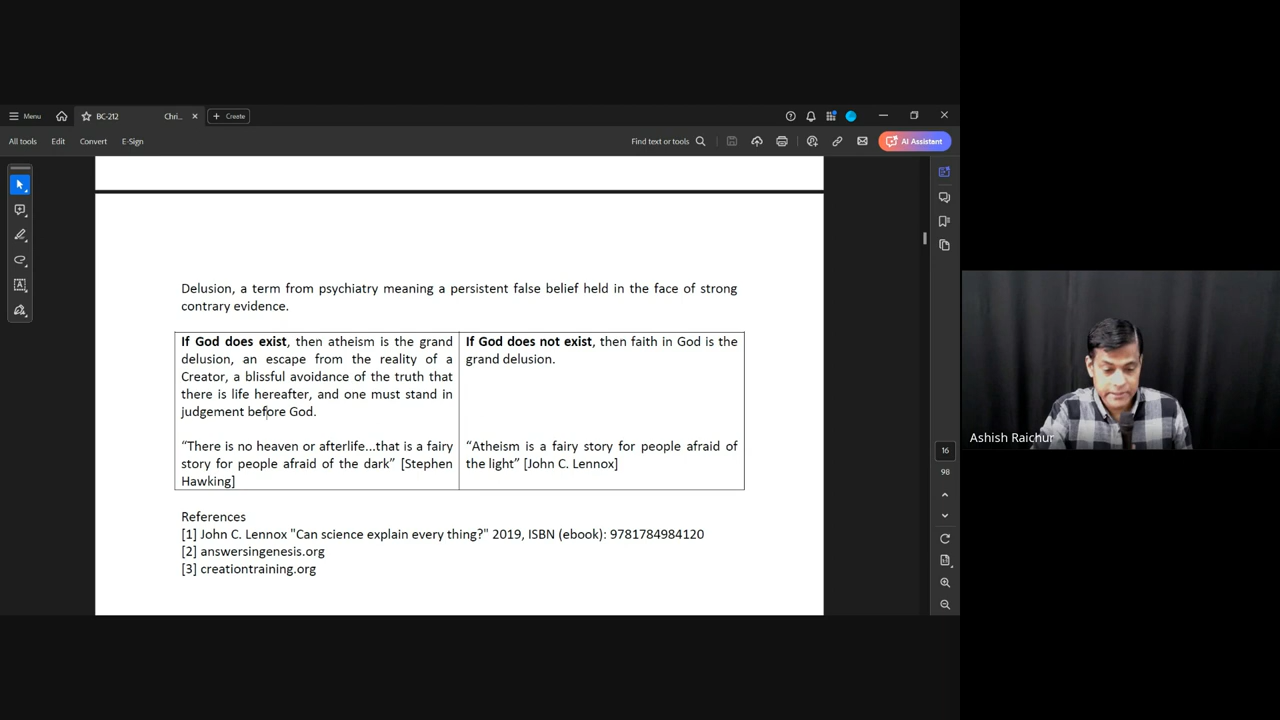 Menu
BC-212
Chri...
Create
All tools
Edit
Convert
E-Sign
Find text or tools
AI Assistant
Delusion, a term from psychiatry meaning a persistent false belief held in the face of strong
contrary evidence.
If God does exist, then atheism is the grand
delusion, an escape from the reality of a
Creator, a blissful avoidance of the truth that
there is life hereafter, and one must stand in
judgement before God.
“There is no heaven or afterlife...that is a fairy
story for people afraid of the dark” [Stephen
Hawking]
If God does not exist, then faith in God is the
grand delusion.
“Atheism is a fairy story for people afraid of
the light” [John C. Lennox]
References
[1] John C. Lennox "Can science explain every thing?" 2019, ISBN (ebook): 9781784984120
[2] answersingenesis.org
[3] creationtraining.org
16
98
Ashish Raichur